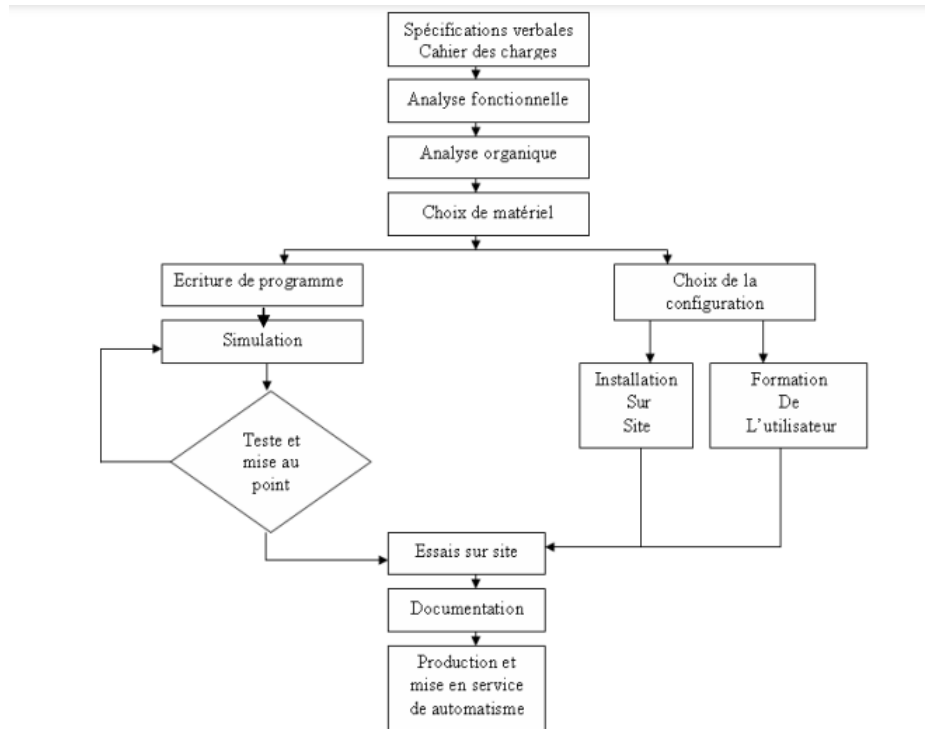 Spécifications verbales
Cahier des charges
Analyse fonctionnelle
Analyse organique
Choix de matériel
Ecriture de programme
Choix de la
configuration
Simulation
Installation
Sur
Site
Formation
De
L'utilisateur
Teste et
mise au
point
Essais sur site
Documentation
Production et
mise en service
de automatisme